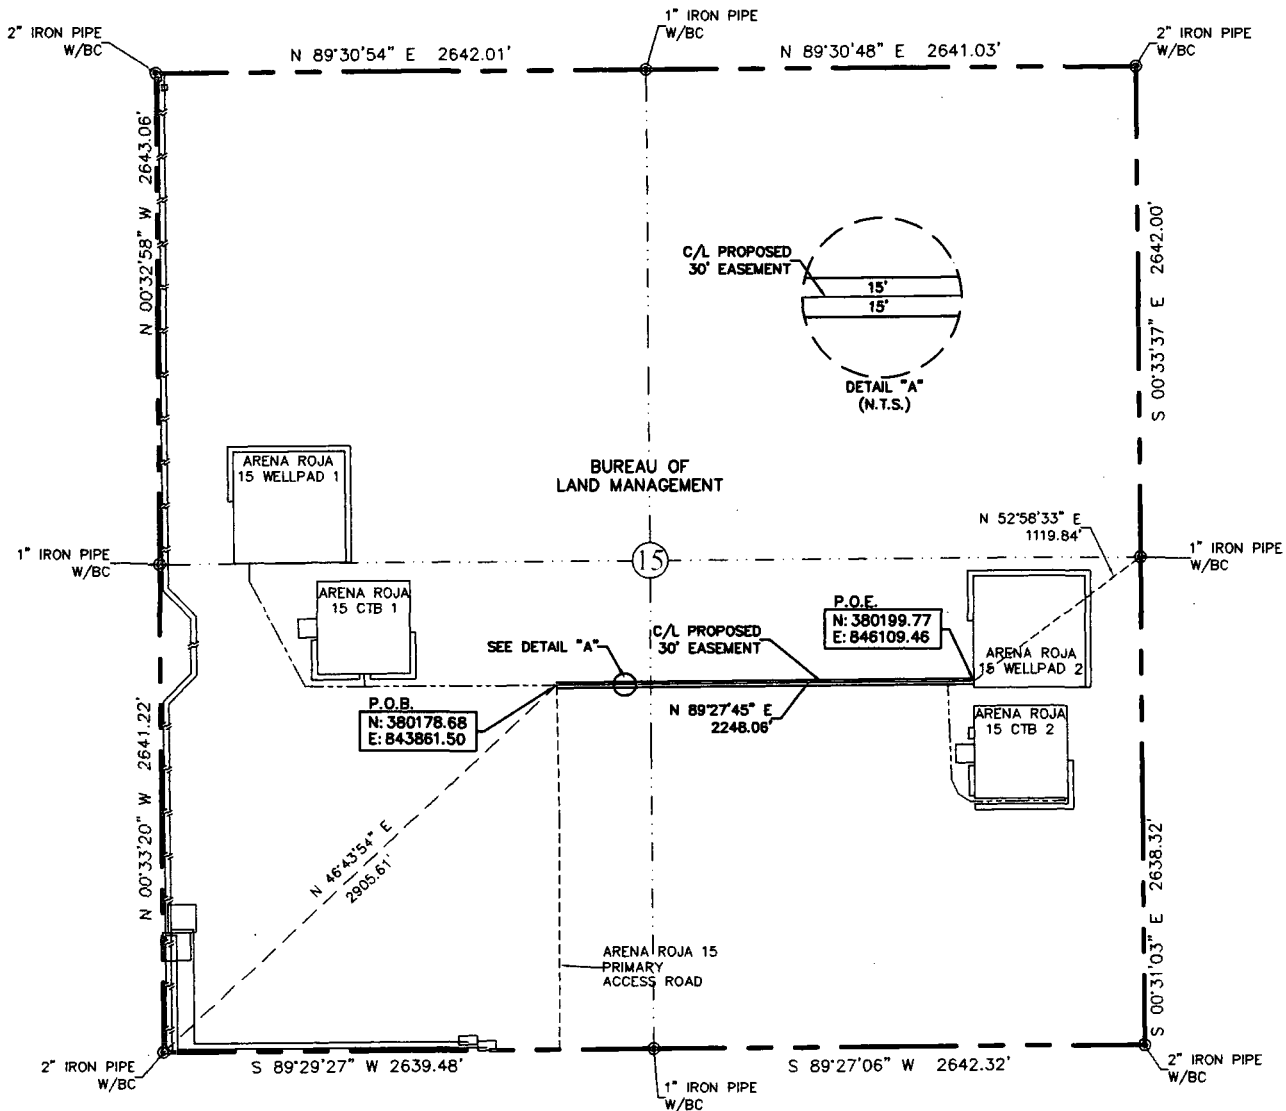 2" IRON PIPE
W/BC
N 89°30'54" E 2642.01'
1" IRON PIPE
W/BC
N 89°30'48" E 2641.03'
2" IRON PIPE
W/BC
N 00°32'58" W 2643.06'
S 00°33'37" E 2642.00'
C/L PROPOSED
30' EASEMENT
15'
15'
DETAIL "A"
(N.T.S.)
ARENA ROJA
15 WELLPAD 1
BUREAU OF
LAND MANAGEMENT
N 52°58'33" E
1119.84'
1" IRON PIPE
W/BC
15
1" IRON PIPE
W/BC
ARENA ROJA
15 CTB 1
P.O.E.
N: 380199.77
E: 846109.46
SEE DETAIL "A"
C/L PROPOSED
30' EASEMENT
ARENA ROJA
15 WELLPAD 2
P.O.B.
N: 380178.68
E: 843861.50
N 89°27'45" E
2248.06'
ARENA ROJA
15 CTB 2
N 00°33'20" W 2641.22'
N 46°43'54" E
2905.61'
S 00°31'03" E 2638.32'
ARENA ROJA 15
PRIMARY
ACCESS ROAD
2" IRON PIPE
W/BC
S 89°29'27" W 2639.48'
1" IRON PIPE
W/BC
S 89°27'06" W 2642.32'
2" IRON PIPE
W/BC